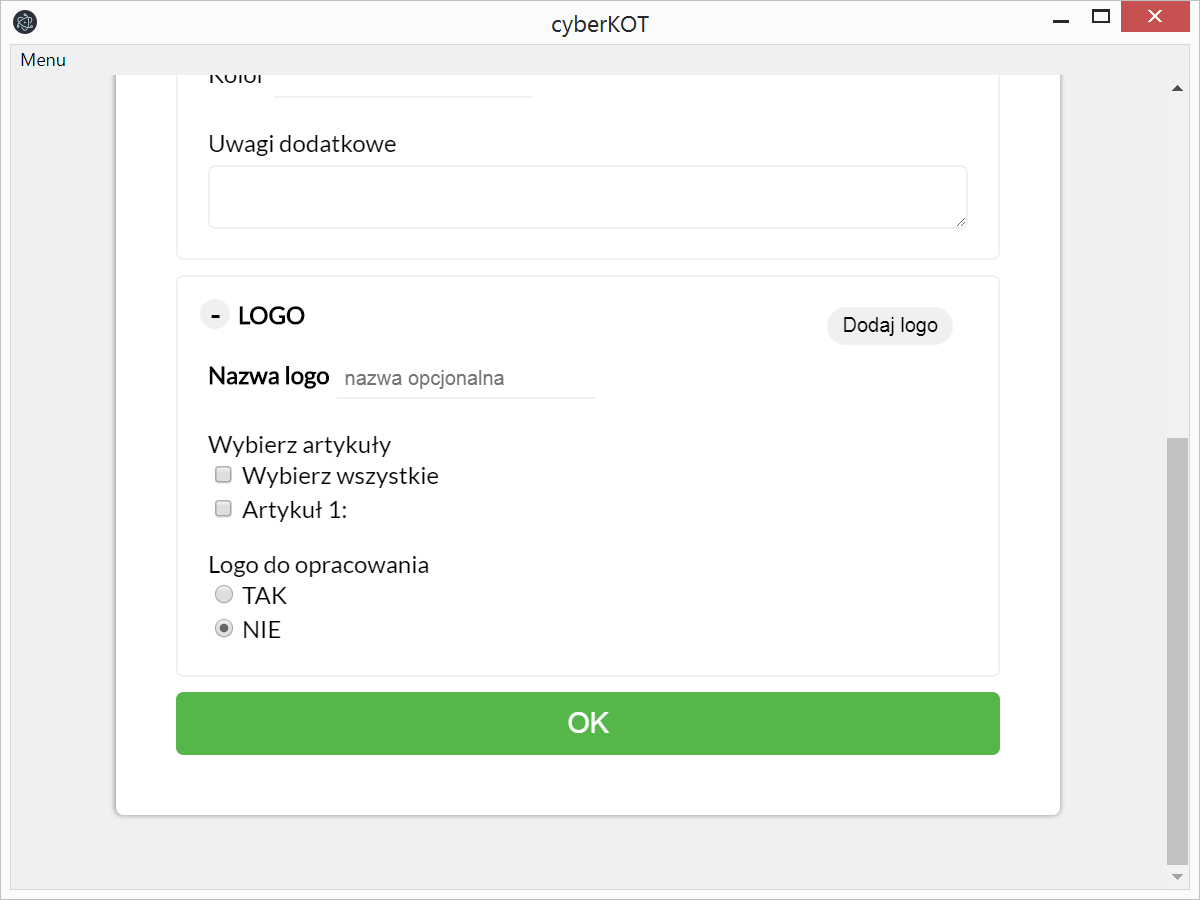 cyberKOT
Menu
Kolor
Uwagi dodatkowe
- LOGO
Dodaj logo
Nazwa logo nazwa opcjonalna
Wybierz artykuły
Wybierz wszystkie
Artykuł 1:
Logo do opracowania
TAK
NIE
OK